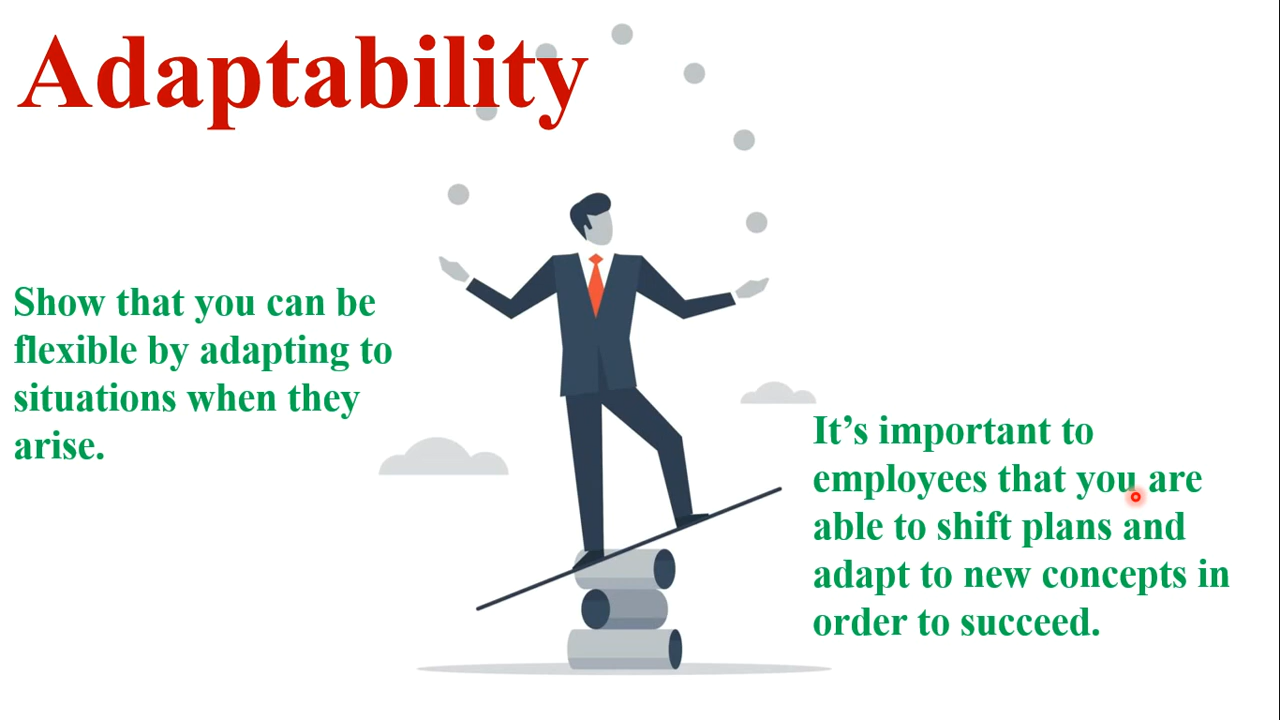 Adaptability
Show that you can be
flexible by adapting to
situations when they
arise.
It’s important to
employees that you are
able to shift plans and
adapt to new concepts in
order to succeed.